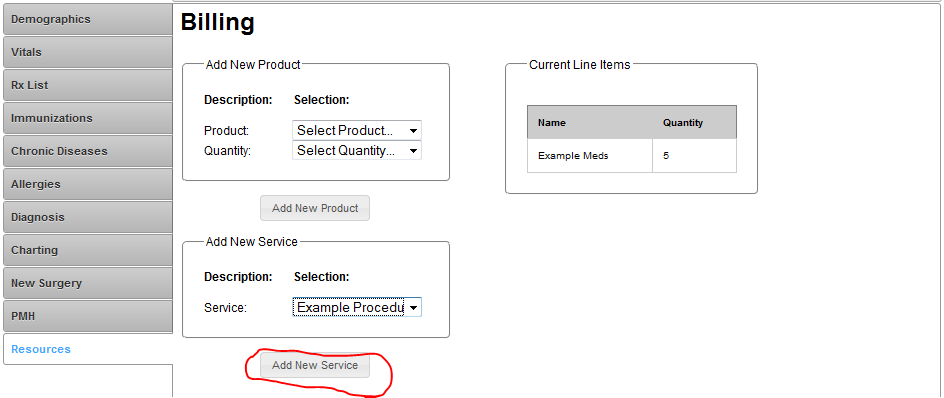 Demographics
Vitals
Rx List
Immunizations
Chronic Diseases
Allergies
Diagnosis
Charting
New Surgery
PMH
Resources
Billing
Add New Product
Description: Selection:
Product: Select Product...
Quantity: Select Quantity...
Add New Product
Add New Service
Description: Selection:
Service: Example Procedu
Add New Service
Current Line Items
Name Quantity
Example Meds 5